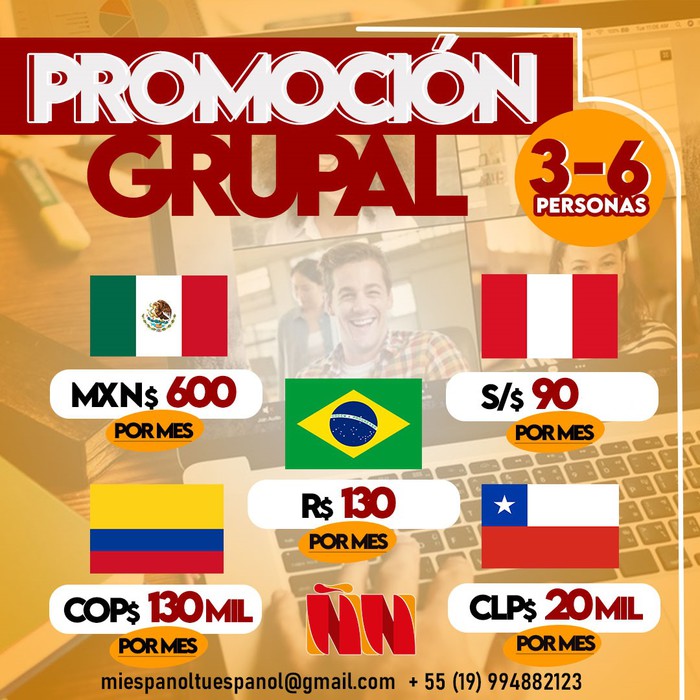 PROMOCIÓN
GRUPAL
3-6
PERSONAS
MXN$ 600
POR MES
S/$ 90
POR MES
R$ 130
POR MES
COP$ 130 MIL
POR MES
CLP$ 20 MIL
POR MES
ÑN
miespanoltuespanol@gmail.com + 55 (19) 994882123